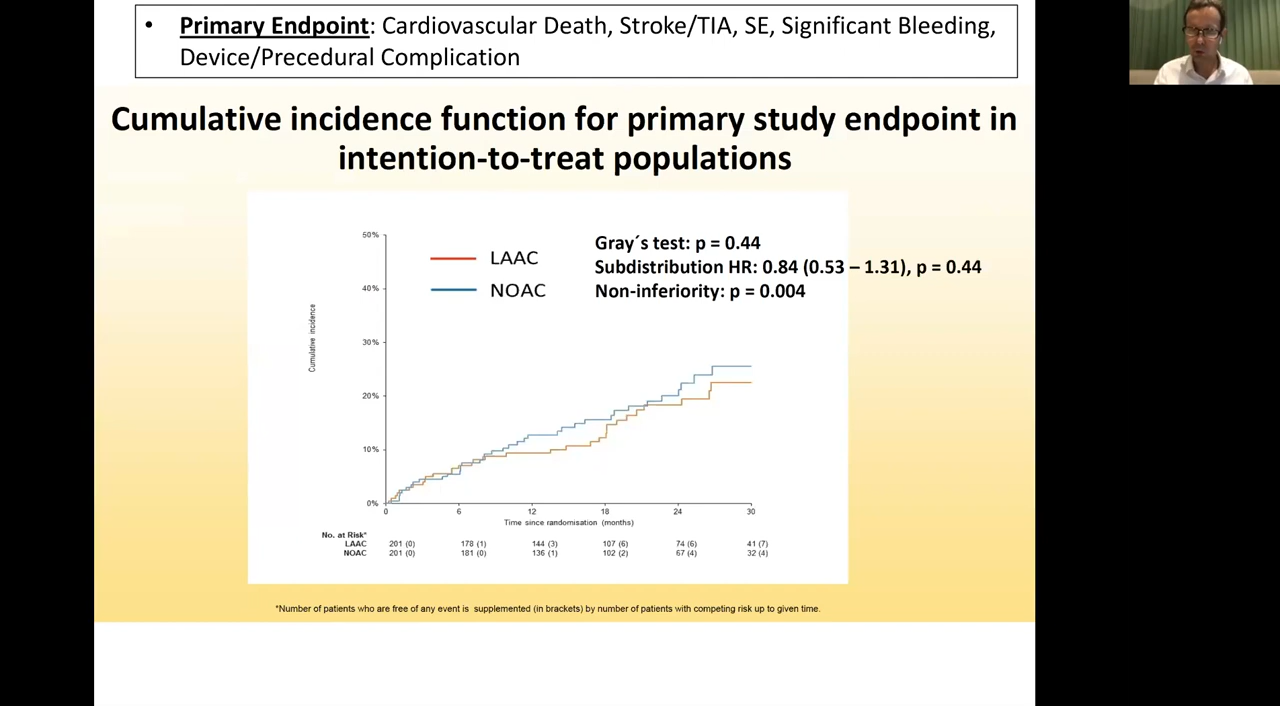 • Primary Endpoint: Cardiovascular Death, Stroke/TIA, SE, Significant Bleeding,
Device/Precedural Complication
Cumulative incidence function for primary study endpoint in
intention-to-treat populations
Gray´s test: p = 0.44
Subdistribution HR: 0.84 (0.53 – 1.31), p = 0.44
Non-inferiority: p = 0.004
LAAC
NOAC
Cumulative incidence
50%
40%
30%
20%
10%
0%
0 6 12 18 24 30
Time since randomisation (months)
No. at Risk*
LAAC 201 (0) 178 (1) 144 (3) 107 (6) 74 (6) 41 (7)
NOAC 201 (0) 181 (0) 136 (1) 102 (2) 67 (4) 32 (4)
*Number of patients who are free of any event is supplemented (in brackets) by number of patients with competing risk up to given time.